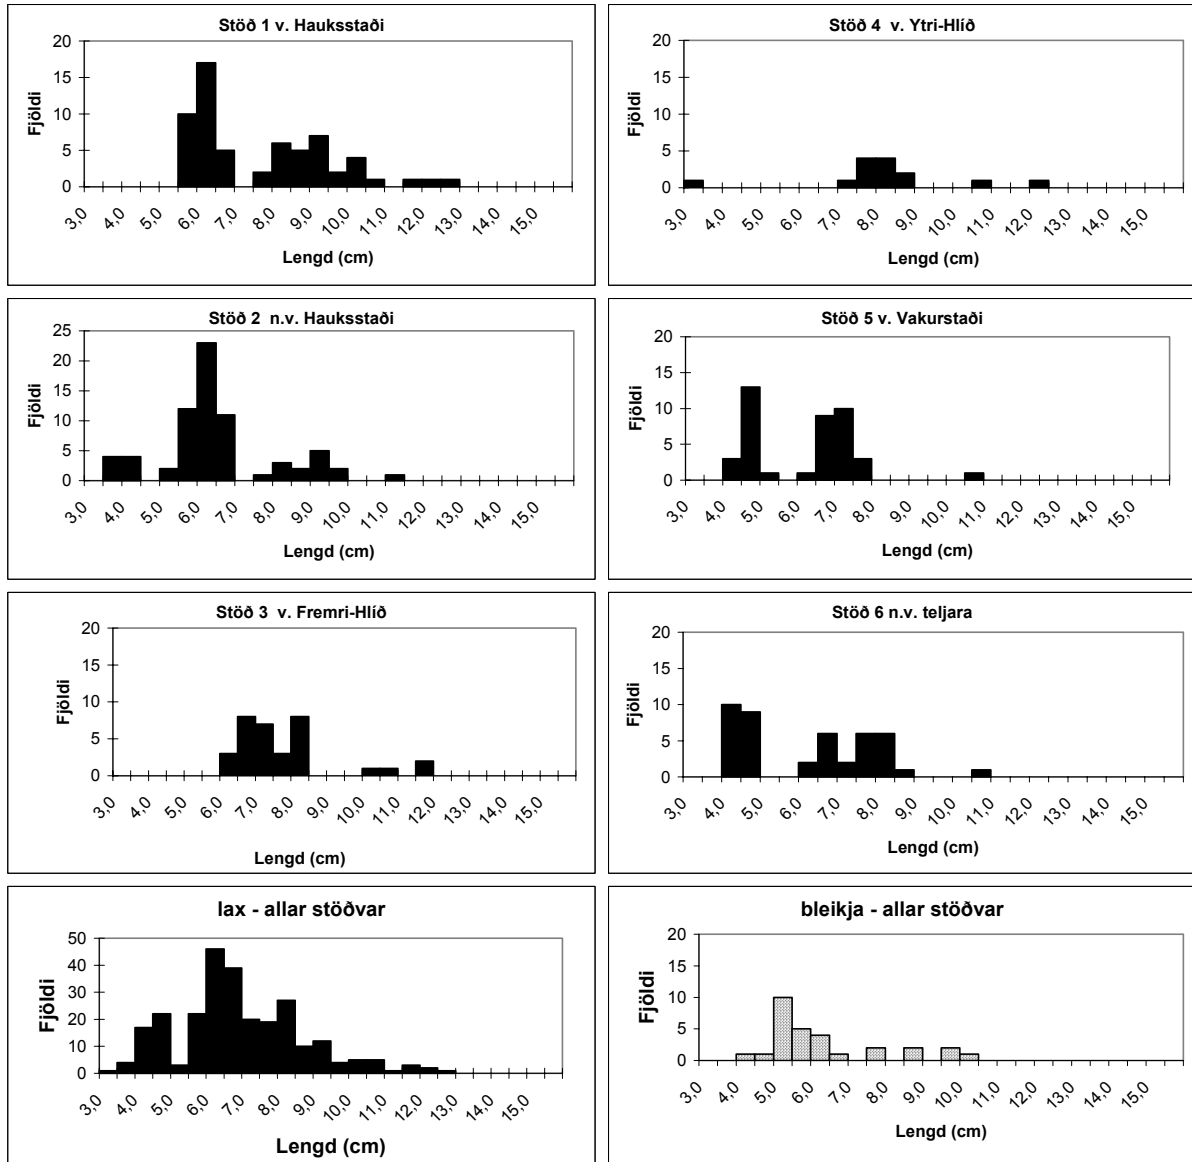 Stöð 1 v. Hauksstaði
Fjöldi
20
15
10
5
0
3,0 4,0 5,0 6,0 7,0 8,0 9,0 10,0 11,0 12,0 13,0 14,0 15,0
Lengd (cm)
Stöð 4 v. Ytri-Hlíð
Fjöldi
20
15
10
5
0
3,0 4,0 5,0 6,0 7,0 8,0 9,0 10,0 11,0 12,0 13,0 14,0 15,0
Lengd (cm)
Stöð 2 n.v. Hauksstaði
Fjöldi
25
20
15
10
5
0
3,0 4,0 5,0 6,0 7,0 8,0 9,0 10,0 11,0 12,0 13,0 14,0 15,0
Lengd (cm)
Stöð 5 v. Vakurstaði
Fjöldi
20
15
10
5
0
3,0 4,0 5,0 6,0 7,0 8,0 9,0 10,0 11,0 12,0 13,0 14,0 15,0
Lengd (cm)
Stöð 3 v. Fremri-Hlíð
Fjöldi
20
15
10
5
0
3,0 4,0 5,0 6,0 7,0 8,0 9,0 10,0 11,0 12,0 13,0 14,0 15,0
Lengd (cm)
Stöð 6 n.v. teljara
Fjöldi
20
15
10
5
0
3,0 4,0 5,0 6,0 7,0 8,0 9,0 10,0 11,0 12,0 13,0 14,0 15,0
Lengd (cm)
lax - allar stöðvar
Fjöldi
50
40
30
20
10
0
3,0 4,0 5,0 6,0 7,0 8,0 9,0 10,0 11,0 12,0 13,0 14,0 15,0
Lengd (cm)
bleikja - allar stöðvar
Fjöldi
20
15
10
5
0
3,0 4,0 5,0 6,0 7,0 8,0 9,0 10,0 11,0 12,0 13,0 14,0 15,0
Lengd (cm)